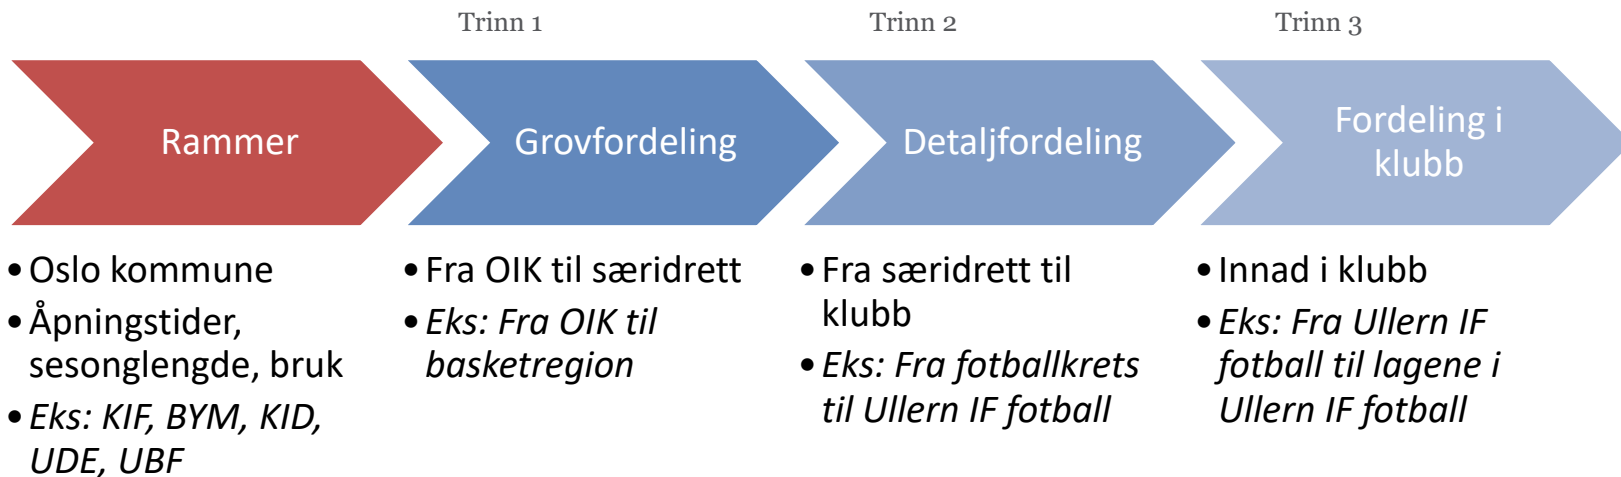 Trinn 1
Trinn 2
Trinn 3
Rammer
Grovfordeling
Detaljfordeling
Fordeling i
klubb
• Oslo kommune
• Åpningstider,
sesonglengde, bruk
• Eks: KIF, BYM, KID,
UDE, UBF
• Fra OIK til særidrett
• Eks: Fra OIK til
basketregion
• Fra særidrett til
klubb
• Eks: Fra fotballkrets
til Ullern IF fotball
• Innad i klubb
• Eks: Fra Ullern IF
fotball til lagene i
Ullern IF fotball